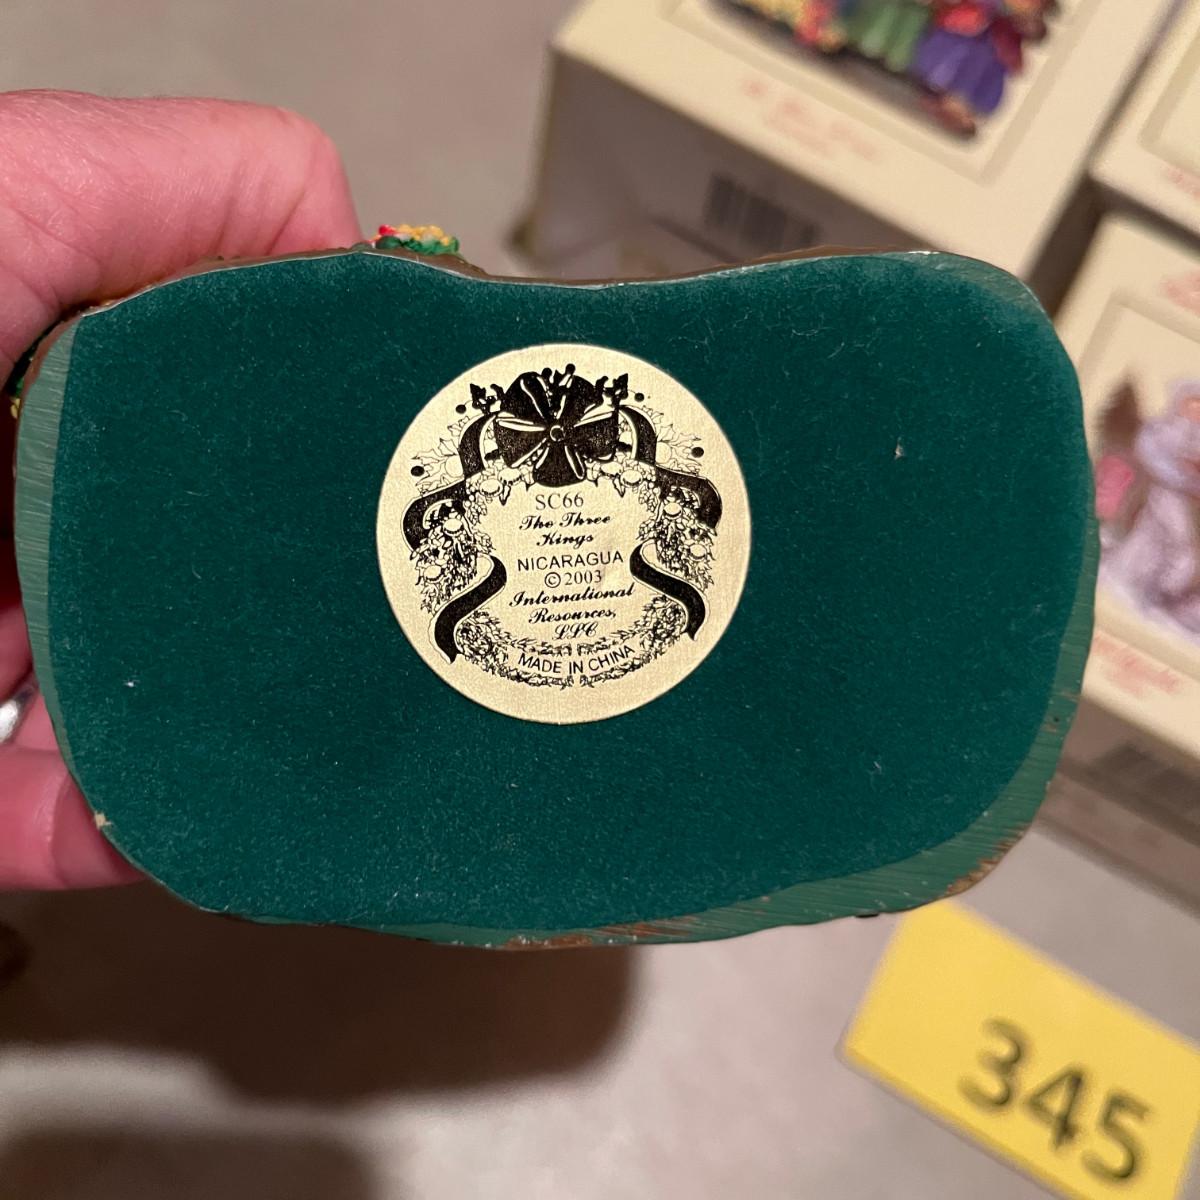 SC66
The Three
Kings
NICARAGUA
©2003
International
Resources,
LLC
MADE IN CHINA
345